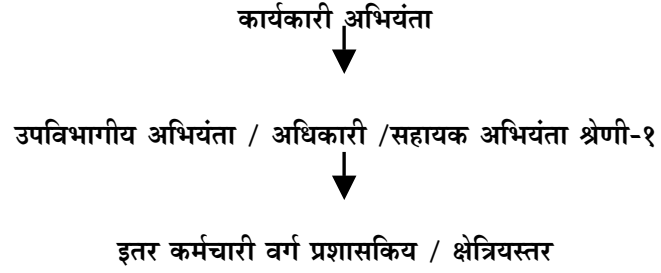 कार्यकारी अभियंता
उपविभागीय अभियंता / अधिकारी /सहायक अभियंता श्रेणी-१
इतर कर्मचारी वर्ग प्रशासकिय / क्षेत्रियस्तर